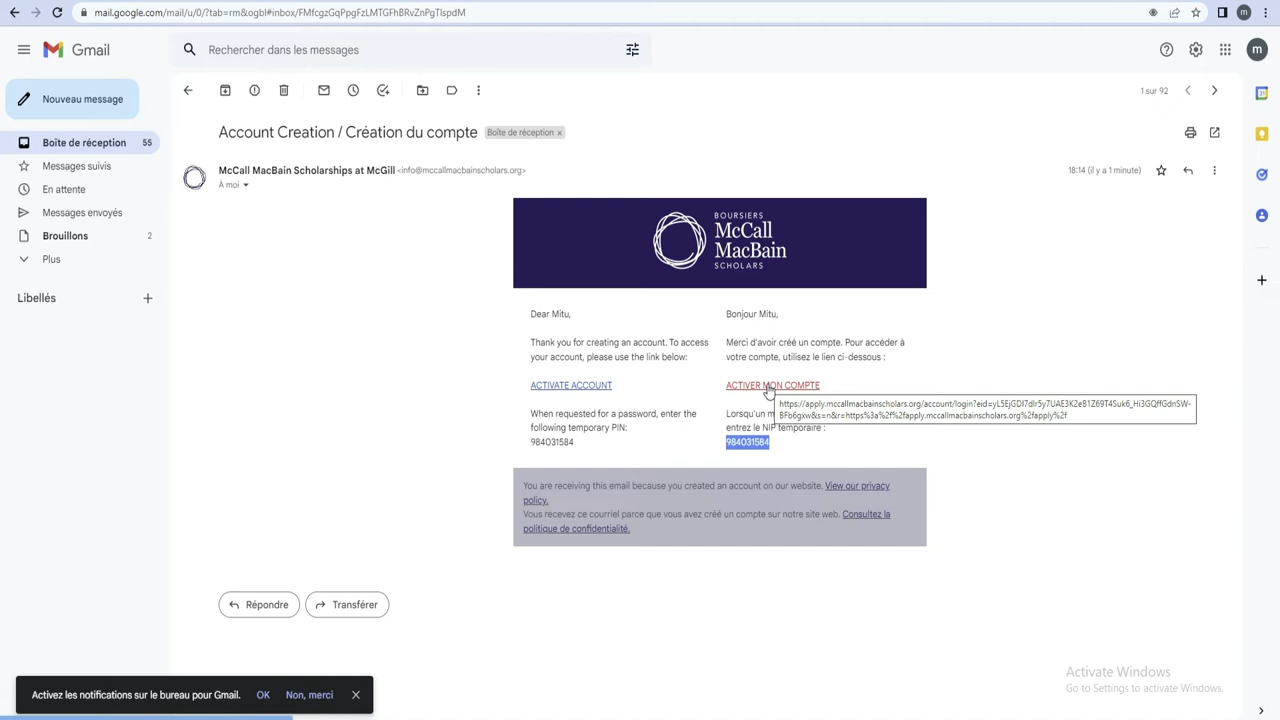 mail.google.com/mail/u/0/?tab=rm&ogbl#inbox/FMfcgzGqPpgFzLMTGFhBRvZnPgTlspdM
m
Gmail
Rechercher dans les messages
m
Nouveau message
1 sur 92
Account Creation / Création du compte
Boîte de réception x
Boîte de réception 55
Messages suivis
En attente
Messages envoyés
Brouillons 2
Plus
Libellés
McCall MacBain Scholarships at McGill <info@mccallmacbainscholars.org>
18:14 (il y a 1 minute)
À moi
BOURSIERS
McCall
MacBain
SCHOLARS
Dear Mitu,
Thank you for creating an account. To access
your account, please use the link below:
ACTIVATE ACCOUNT
When requested for a password, enter the
following temporary PIN:
984031584
Bonjour Mitu,
Merci d'avoir créé un compte. Pour accéder à
votre compte, utilisez le lien ci-dessous :
ACTIVER MON COMPTE
https://apply.mccallmacbainscholars.org/account/login?eid=yL5EjGDI7dIr5y7UAE3K2e81Z69T4Suk6_Hi3GQffGdnSW-
BFb6gxw&s=n&r=https%3a%2f%2fapply.mccallmacbainscholars.org%2fapply%2f
Lorsqu'un m
entrez le NIP temporaire :
984031584
You are receiving this email because you created an account on our website. View our privacy
policy.
Vous recevez ce courriel parce que vous avez créé un compte sur notre site web. Consultez la
politique de confidentialité.
Répondre
Transférer
Activez les notifications sur le bureau pour Gmail.
OK
Non, merci
Activate Windows
Go to Settings to activate Windows.